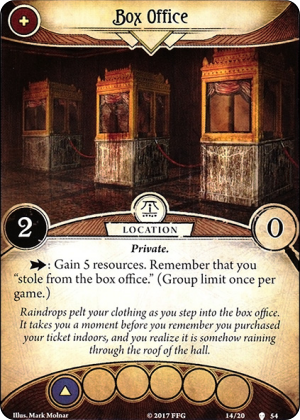 Box Office
2
LOCATION
0
Private.
: Gain 5 resources. Remember that you
“stole from the box office.” (Group limit once per
game.)
Raindrops pelt your clothing as you step into the box office.
It takes you a moment before you remember you purchased
your ticket indoors, and you realize it is somehow raining
through the roof of the hall.
Illus. Mark Molnar
© 2017 FFG
14/20
54